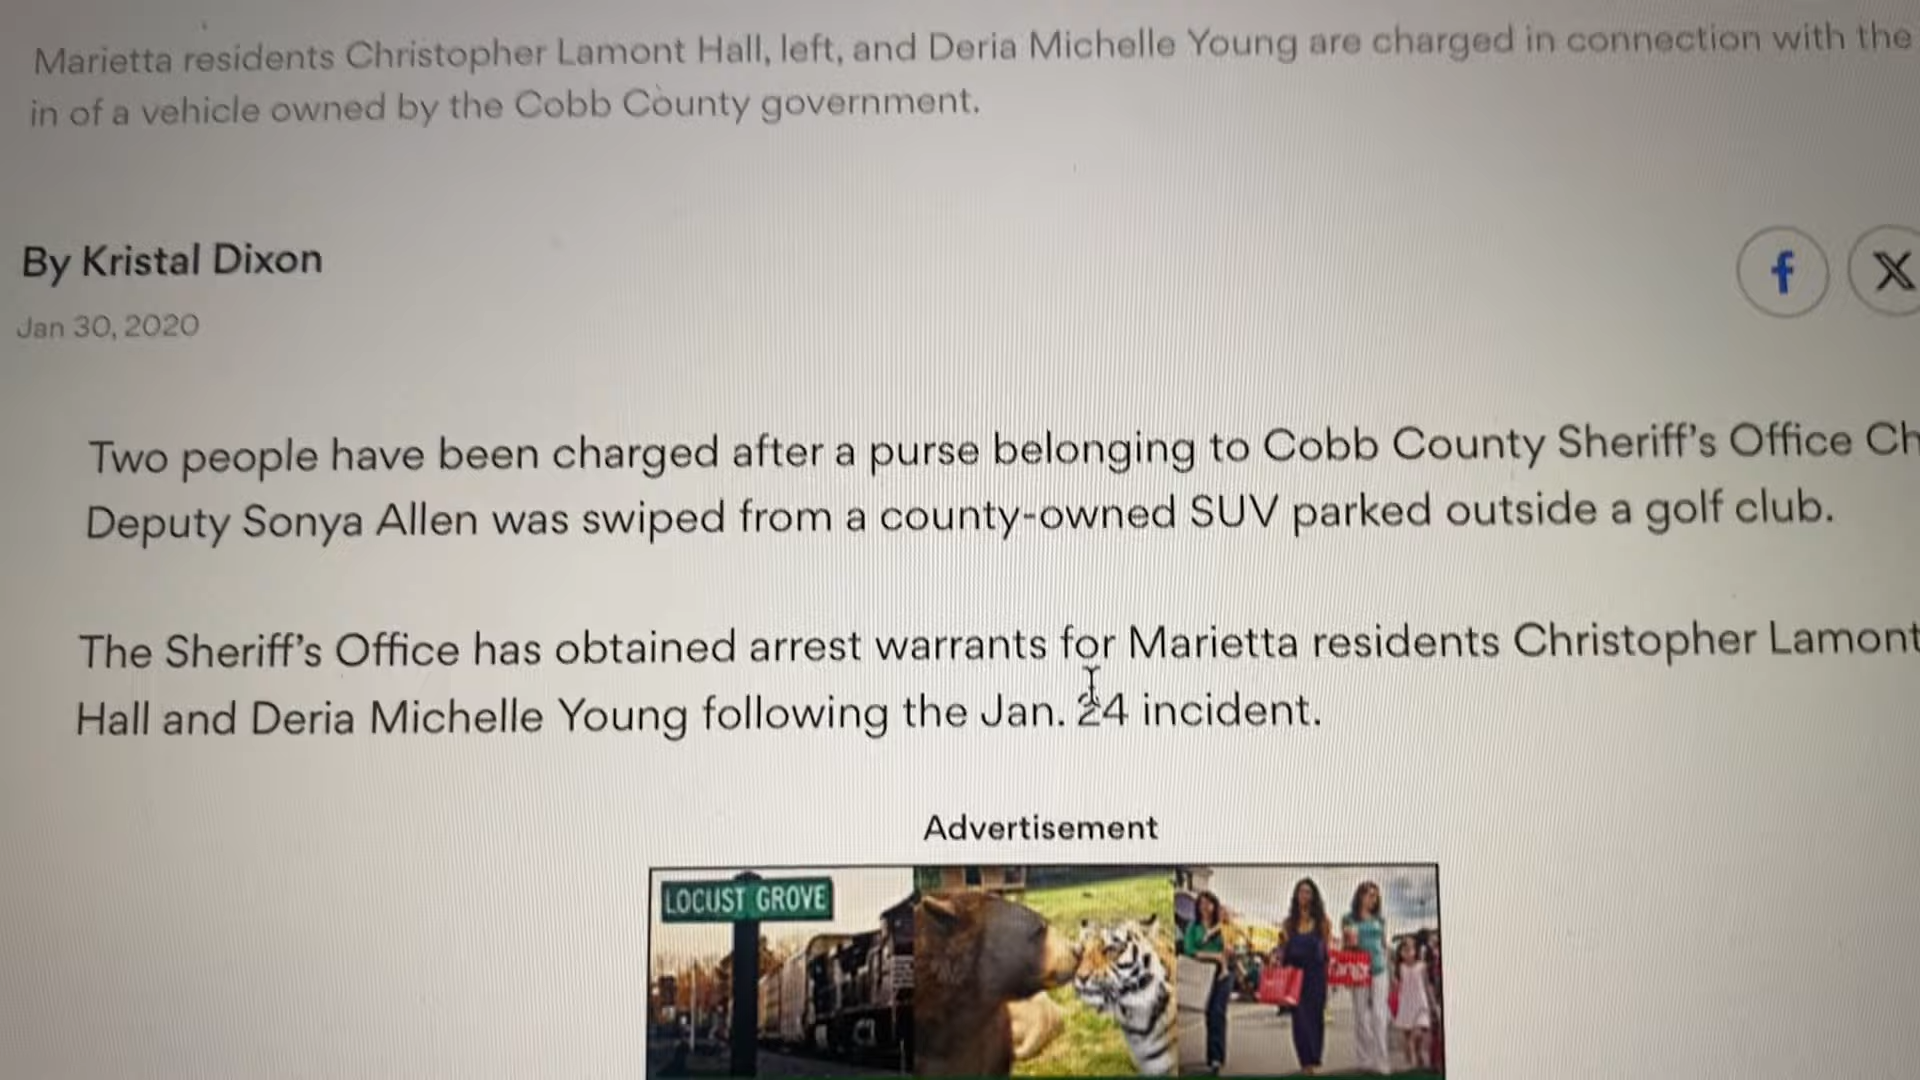 Marietta residents Christopher Lamont Hall, left, and Deria Michelle Young are charged in connection with the
in of a vehicle owned by the Cobb County government.
By Kristal Dixon
f X
Jan 30, 2020
Two people have been charged after a purse belonging to Cobb County Sheriff's Office Ch
Deputy Sonya Allen was swiped from a county-owned SUV parked outside a golf club.
The Sheriff's Office has obtained arrest warrants for Marietta residents Christopher Lamont
Hall and Deria Michelle Young following the Jan. 24 incident.
Advertisement
LOCUST GROVE